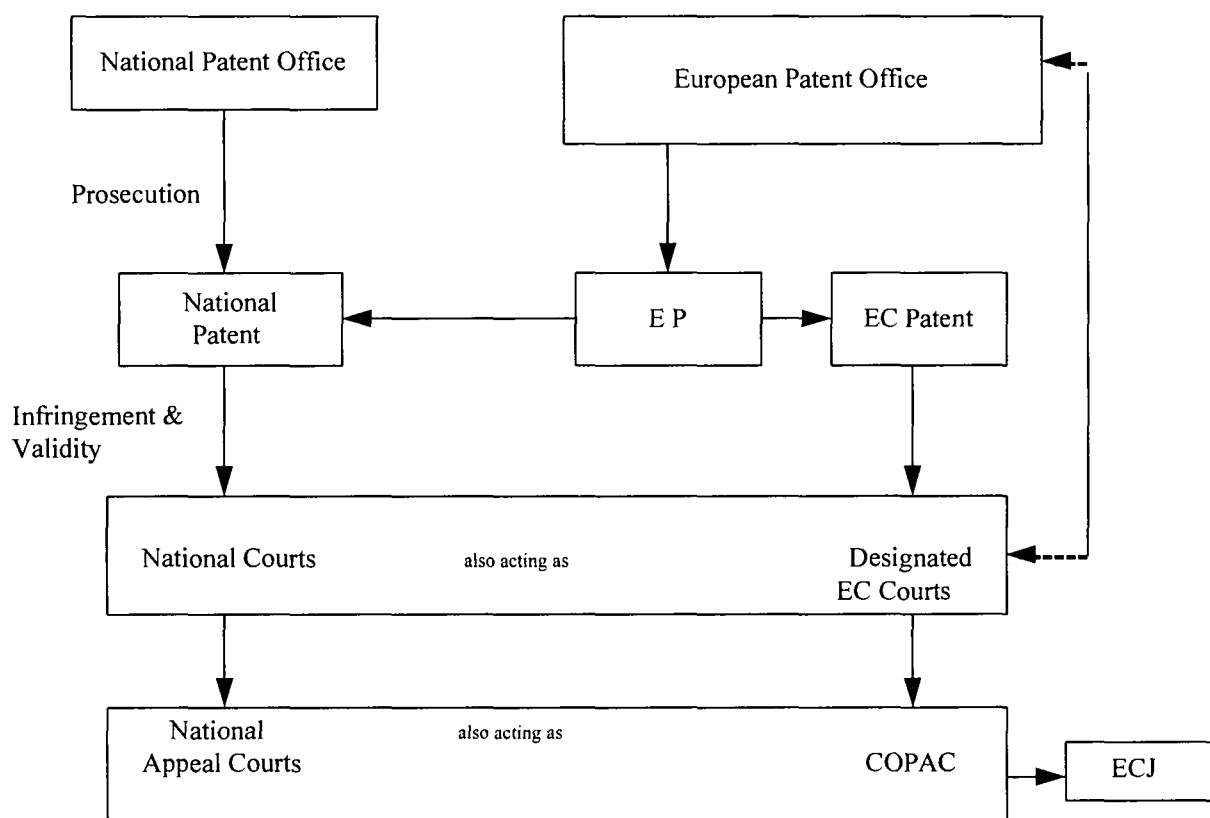 National Patent Office
European Patent Office
Prosecution
National
Patent
E P
EC Patent
Infringement &
Validity
National Courts
also acting as
Designated
EC Courts
National
Appeal Courts
also acting as
COPAC
ECJ